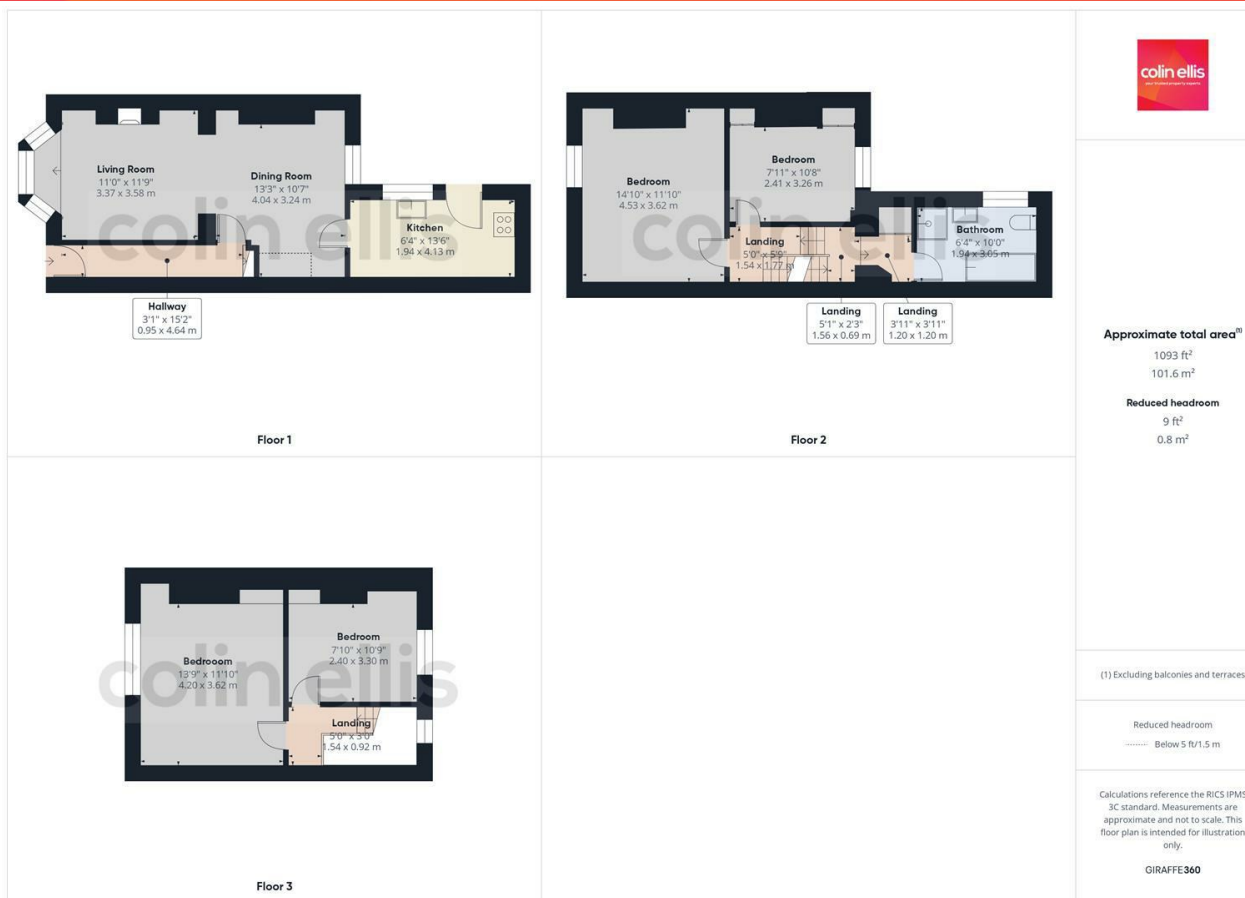 Living Room
11'0" x 11'9"
3.37 x 3.58 m
Dining Room
13'3" x 10'7"
4.04 x 3.24 m
Kitchen
6'4" x 13'6"
1.94 x 4.13 m
Hallway
3'1" x 15'2"
0.95 x 4.64 m
colin ellis
Floor 1
Bedroom
14'10" x 11'10"
4.53 x 3.62 m
Bedroom
7'11" x 10'8"
2.41 x 3.26 m
Landing
5'0" x 5'9"
1.54 x 1.77 m
Bathroom
6'4" x 10'0"
1.94 x 3.05 m
Landing
5'1" x 2'3"
1.56 x 0.69 m
Landing
3'11" x 3'11"
1.20 x 1.20 m
colin ellis
Floor 2
Bedrooom
13'9" x 11'10"
4.20 x 3.62 m
Bedroom
7'10" x 10'9"
2.40 x 3.30 m
Landing
5'0" x 3'0"
1.54 x 0.92 m
colin ellis
Floor 3
colin ellis
Approximate total area(1)
1093 ft²
101.6 m²
Reduced headroom
9 ft²
0.8 m²
(1) Excluding balconies and terraces
Reduced headroom
Below 5 ft/1.5 m
Calculations reference the RICS IPMS
3C standard. Measurements are
approximate and not to scale. This
floor plan is intended for illustration
only.
GIRAFFE360